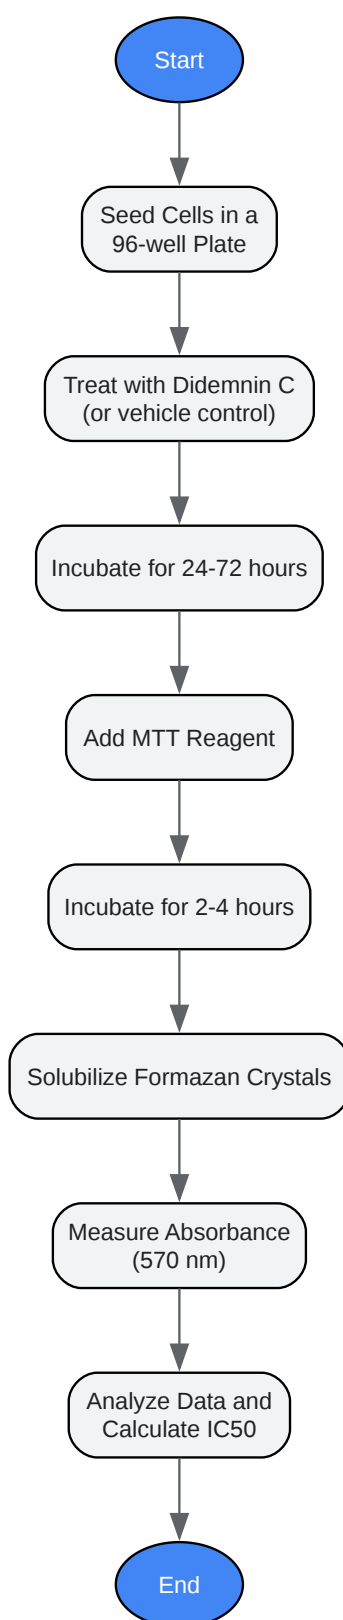 Start
Seed Cells in a
96-well Plate
Treat with Didemnin C
(or vehicle control)
Incubate for 24-72 hours
Add MTT Reagent
Incubate for 2-4 hours
Solubilize Formazan Crystals
Measure Absorbance
(570 nm)
Analyze Data and
Calculate IC50
End